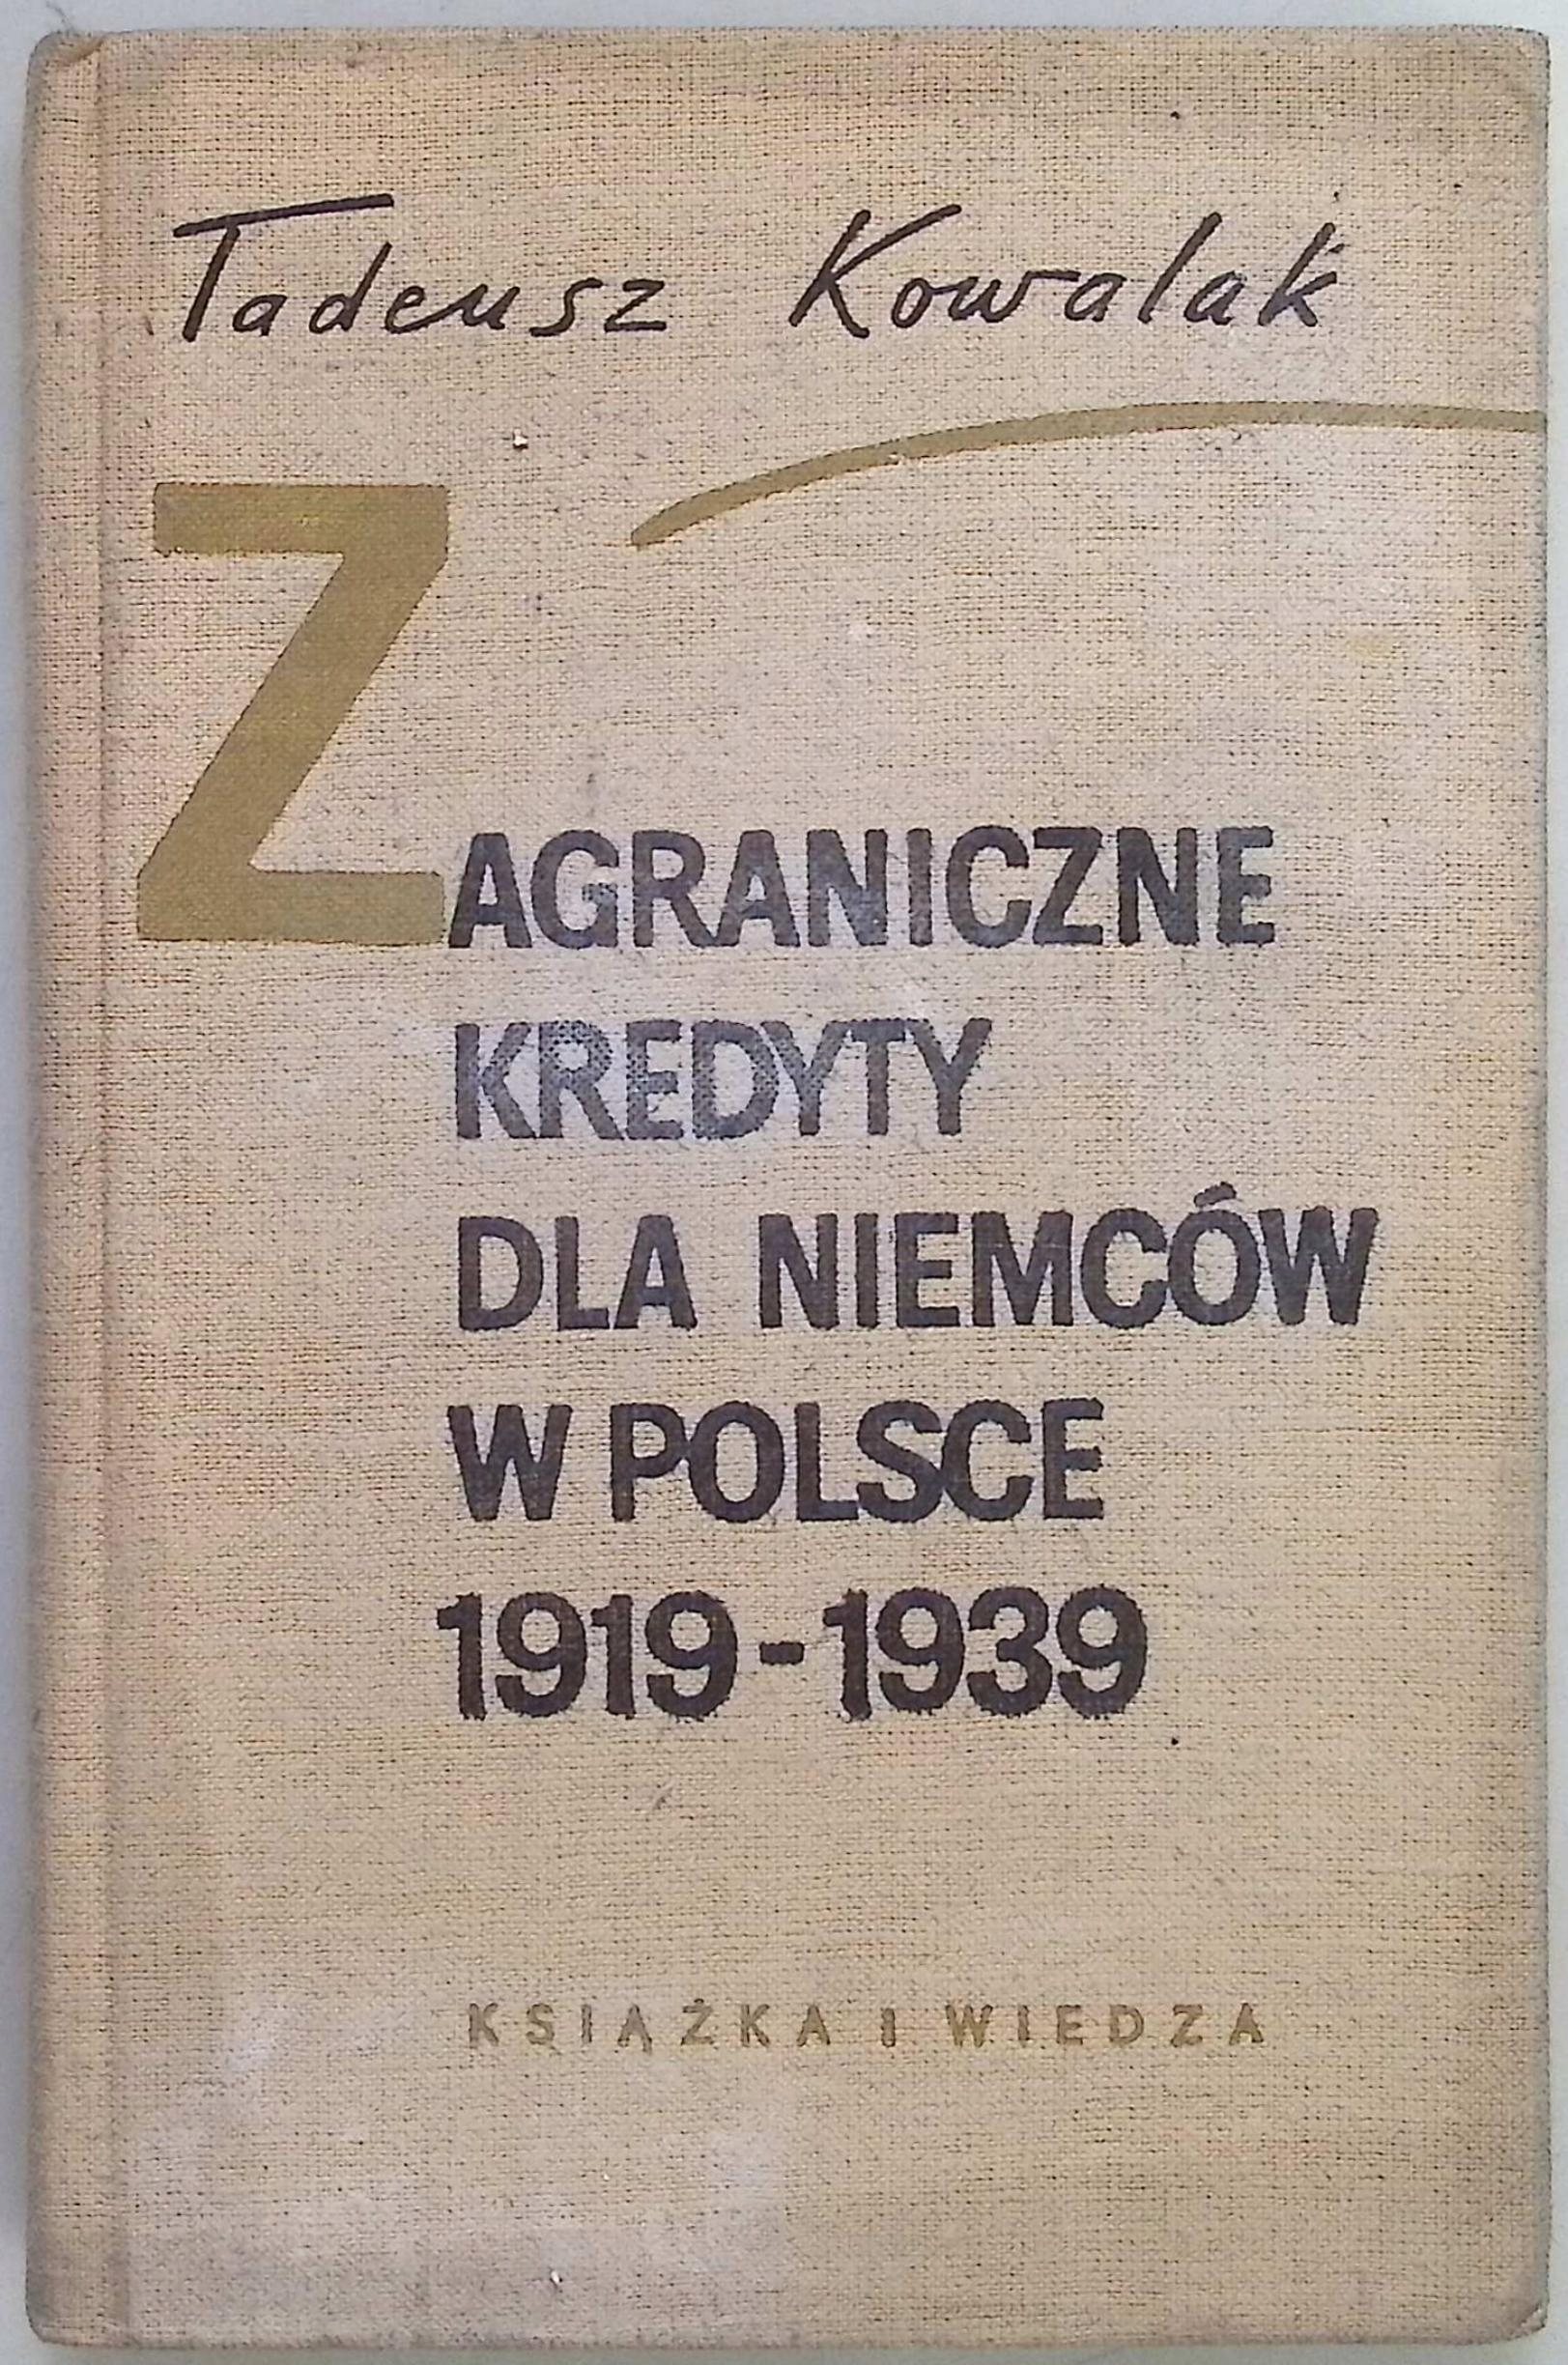 Tadeusz Kowalak
ZAGRANICZNE
KREDYTY
DLA NIEMCÓW
W POLSCE
1919-1939
KSIĄŻKA I WIEDZA